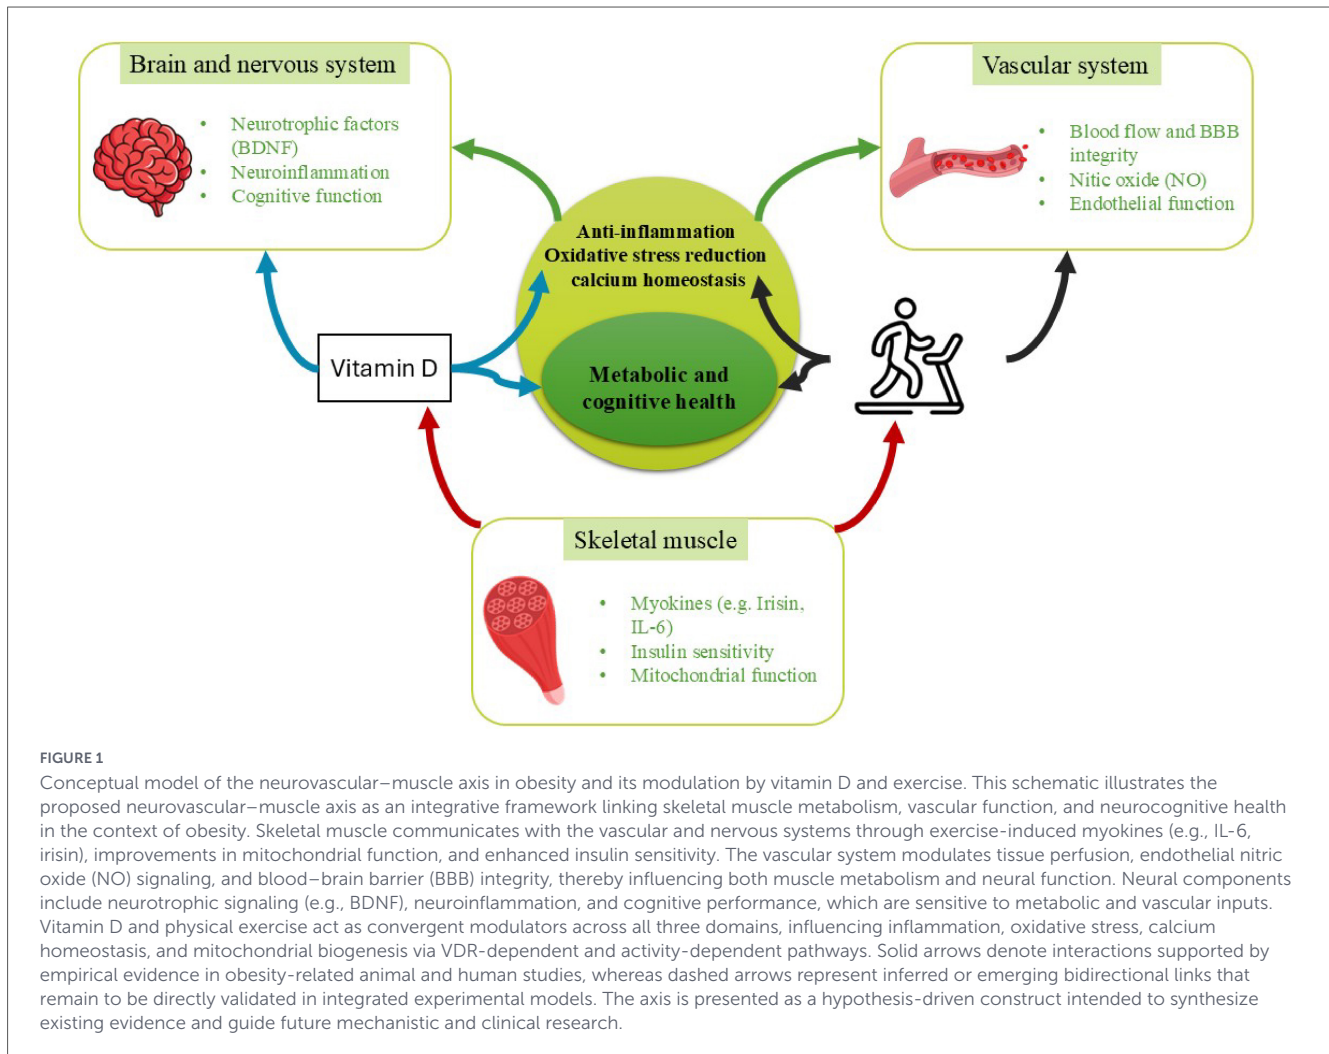 Brain and nervous system
• Neurotrophic factors
(BDNF)
• Neuroinflammation
• Cognitive function
Vascular system
• Blood flow and BBB
integrity
• Nitic oxide (NO)
• Endothelial function
Anti-inflammation
Oxidative stress reduction
calcium homeostasis
Vitamin D
Metabolic and
cognitive health
Skeletal muscle
• Myokines (e.g. Irisin,
IL-6)
• Insulin sensitivity
• Mitochondrial function
FIGURE 1
Conceptual model of the neurovascular–muscle axis in obesity and its modulation by vitamin D and exercise. This schematic illustrates the
proposed neurovascular–muscle axis as an integrative framework linking skeletal muscle metabolism, vascular function, and neurocognitive health
in the context of obesity. Skeletal muscle communicates with the vascular and nervous systems through exercise-induced myokines (e.g., IL-6,
irisin), improvements in mitochondrial function, and enhanced insulin sensitivity. The vascular system modulates tissue perfusion, endothelial nitric
oxide (NO) signaling, and blood–brain barrier (BBB) integrity, thereby influencing both muscle metabolism and neural function. Neural components
include neurotrophic signaling (e.g., BDNF), neuroinflammation, and cognitive performance, which are sensitive to metabolic and vascular inputs.
Vitamin D and physical exercise act as convergent modulators across all three domains, influencing inflammation, oxidative stress, calcium
homeostasis, and mitochondrial biogenesis via VDR-dependent and activity-dependent pathways. Solid arrows denote interactions supported by
empirical evidence in obesity-related animal and human studies, whereas dashed arrows represent inferred or emerging bidirectional links that
remain to be directly validated in integrated experimental models. The axis is presented as a hypothesis-driven construct intended to synthesize
existing evidence and guide future mechanistic and clinical research.